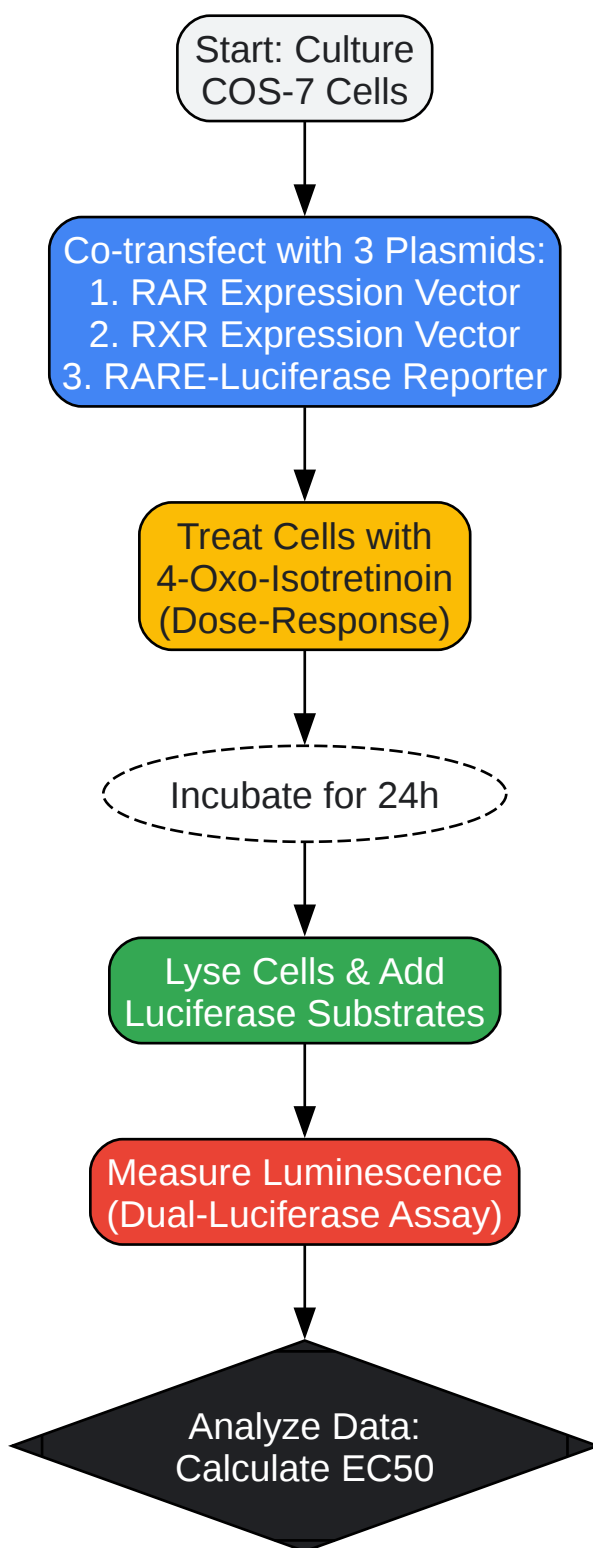 Start: Culture
COS-7 Cells
Co-transfect with 3 Plasmids:
1. RAR Expression Vector
2. RXR Expression Vector
3. RARE-Luciferase Reporter
Treat Cells with
4-Oxo-Isotretinoin
(Dose-Response)
Incubate for 24h
Lyse Cells & Add
Luciferase Substrates
Measure Luminescence
(Dual-Luciferase Assay)
Analyze Data:
Calculate EC50